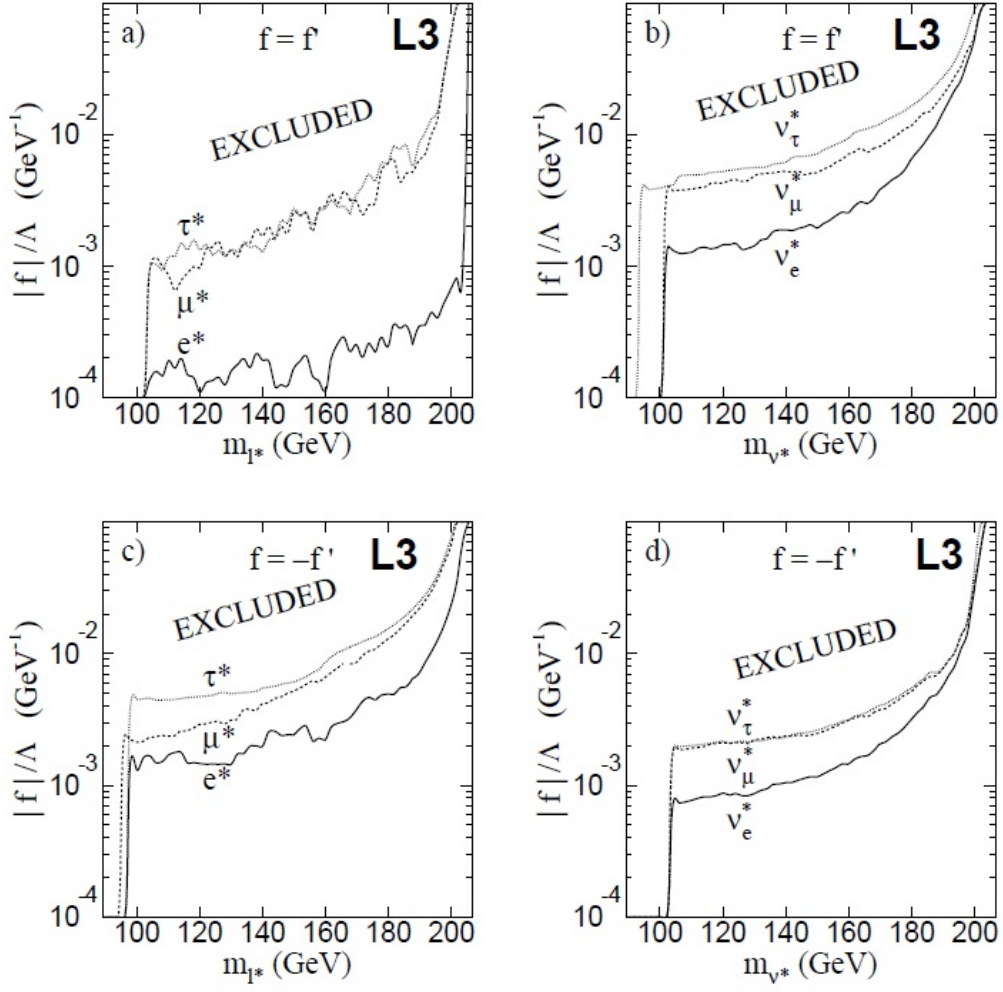 a) f = f' L3
EXCLUDED
τ*
μ*
e*
|f|/Λ (GeV⁻¹)
10⁻²
10⁻³
10⁻⁴
100 120 140 160 180 200
m_l* (GeV)
b) f = f' L3
EXCLUDED
ν*_τ
ν*_μ
ν*_e
|f|/Λ (GeV⁻¹)
10⁻²
10⁻³
10⁻⁴
100 120 140 160 180 200
m_ν* (GeV)
c) f = −f' L3
EXCLUDED
τ*
μ*
e*
|f|/Λ (GeV⁻¹)
10⁻²
10⁻³
10⁻⁴
100 120 140 160 180 200
m_l* (GeV)
d) f = −f' L3
EXCLUDED
ν*_τ
ν*_μ
ν*_e
|f|/Λ (GeV⁻¹)
10⁻²
10⁻³
10⁻⁴
100 120 140 160 180 200
m_ν* (GeV)